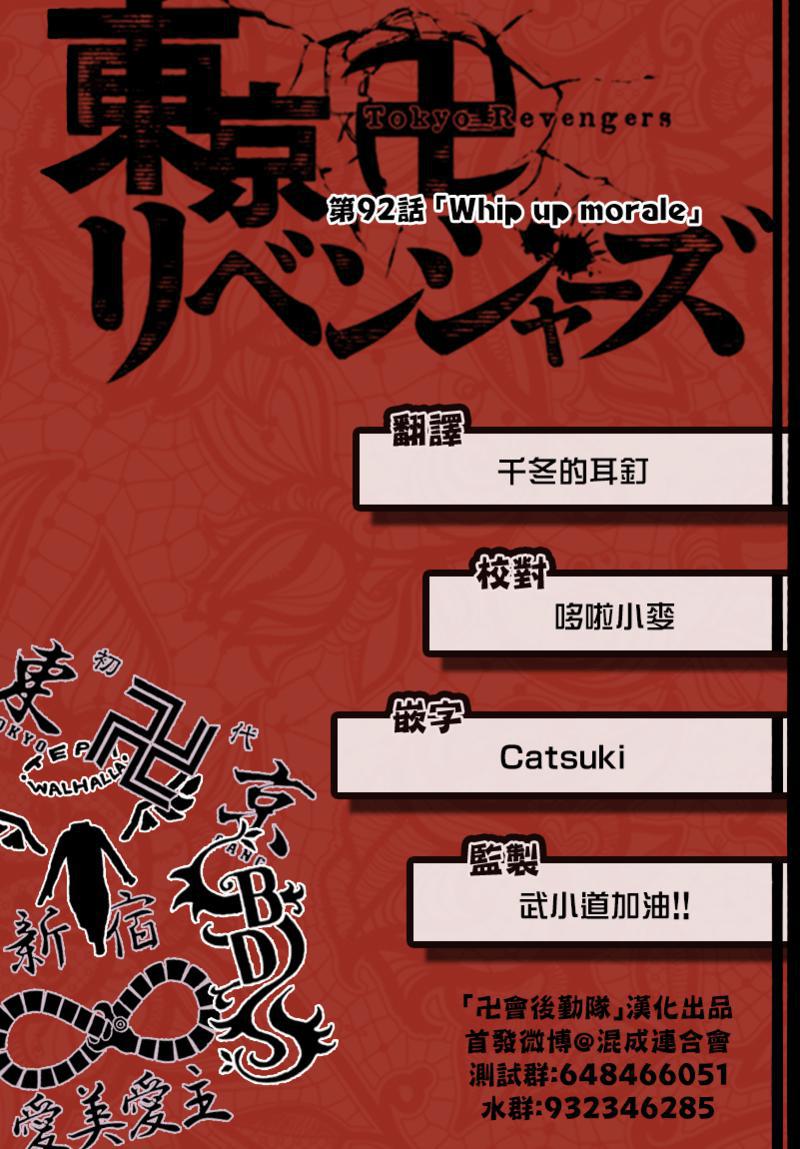 東京卍
Tokyo Revengers
第92話「Whip up morale」
リベンジャーズ
翻譯
千冬的耳釘
校對
哆啦小麥
嵌字
Catsuki
監製
武小道加油!!
「卍會後勤隊」漢化出品
首發微博@混成連合會
測試群:648466051
水群:932346285
初代
東卍京
TOKYO
WALHALLA
新宿
BD
愛美愛主